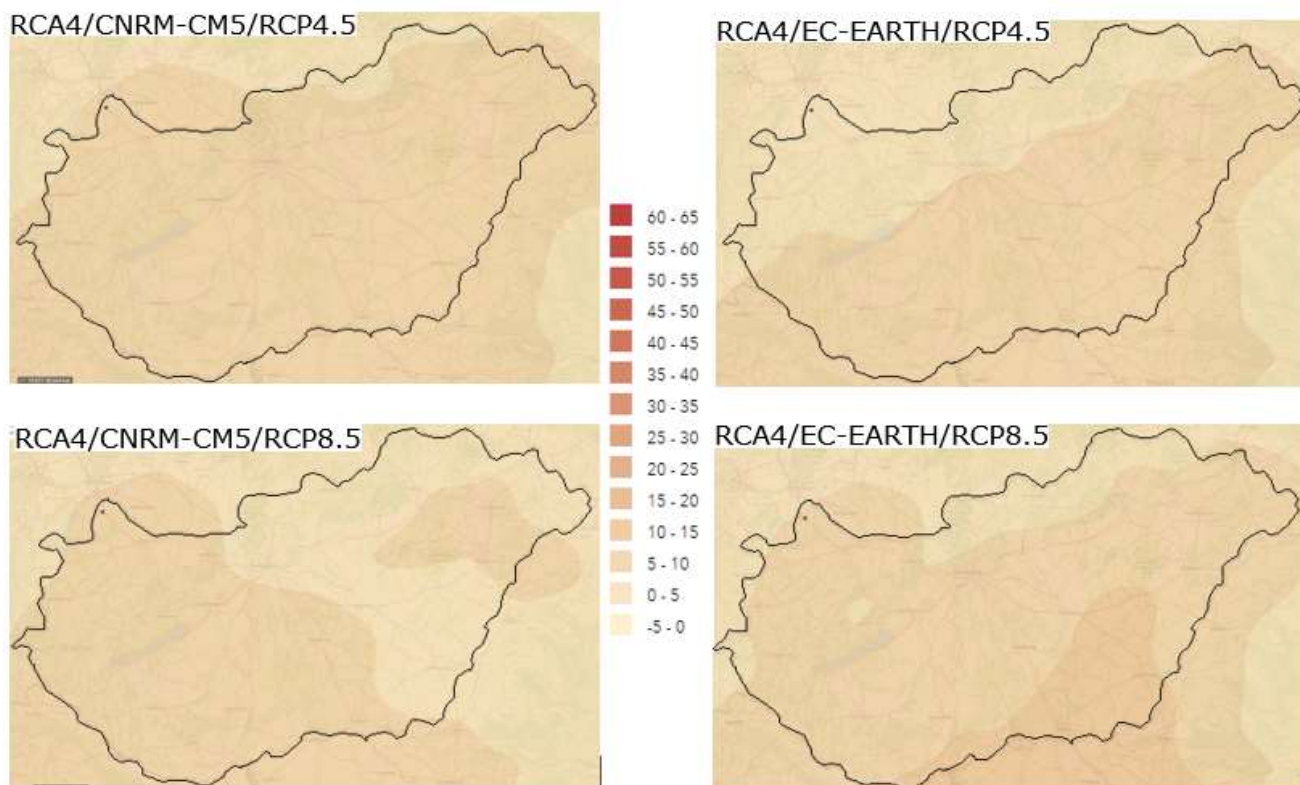 RCA4/CNRM-CM5/RCP4.5
RCA4/EC-EARTH/RCP4.5
60 - 65
55 - 60
50 - 55
45 - 50
40 - 45
35 - 40
30 - 35
25 - 30
20 - 25
15 - 20
10 - 15
5 - 10
0 - 5
-5 - 0
RCA4/CNRM-CM5/RCP8.5
RCA4/EC-EARTH/RCP8.5